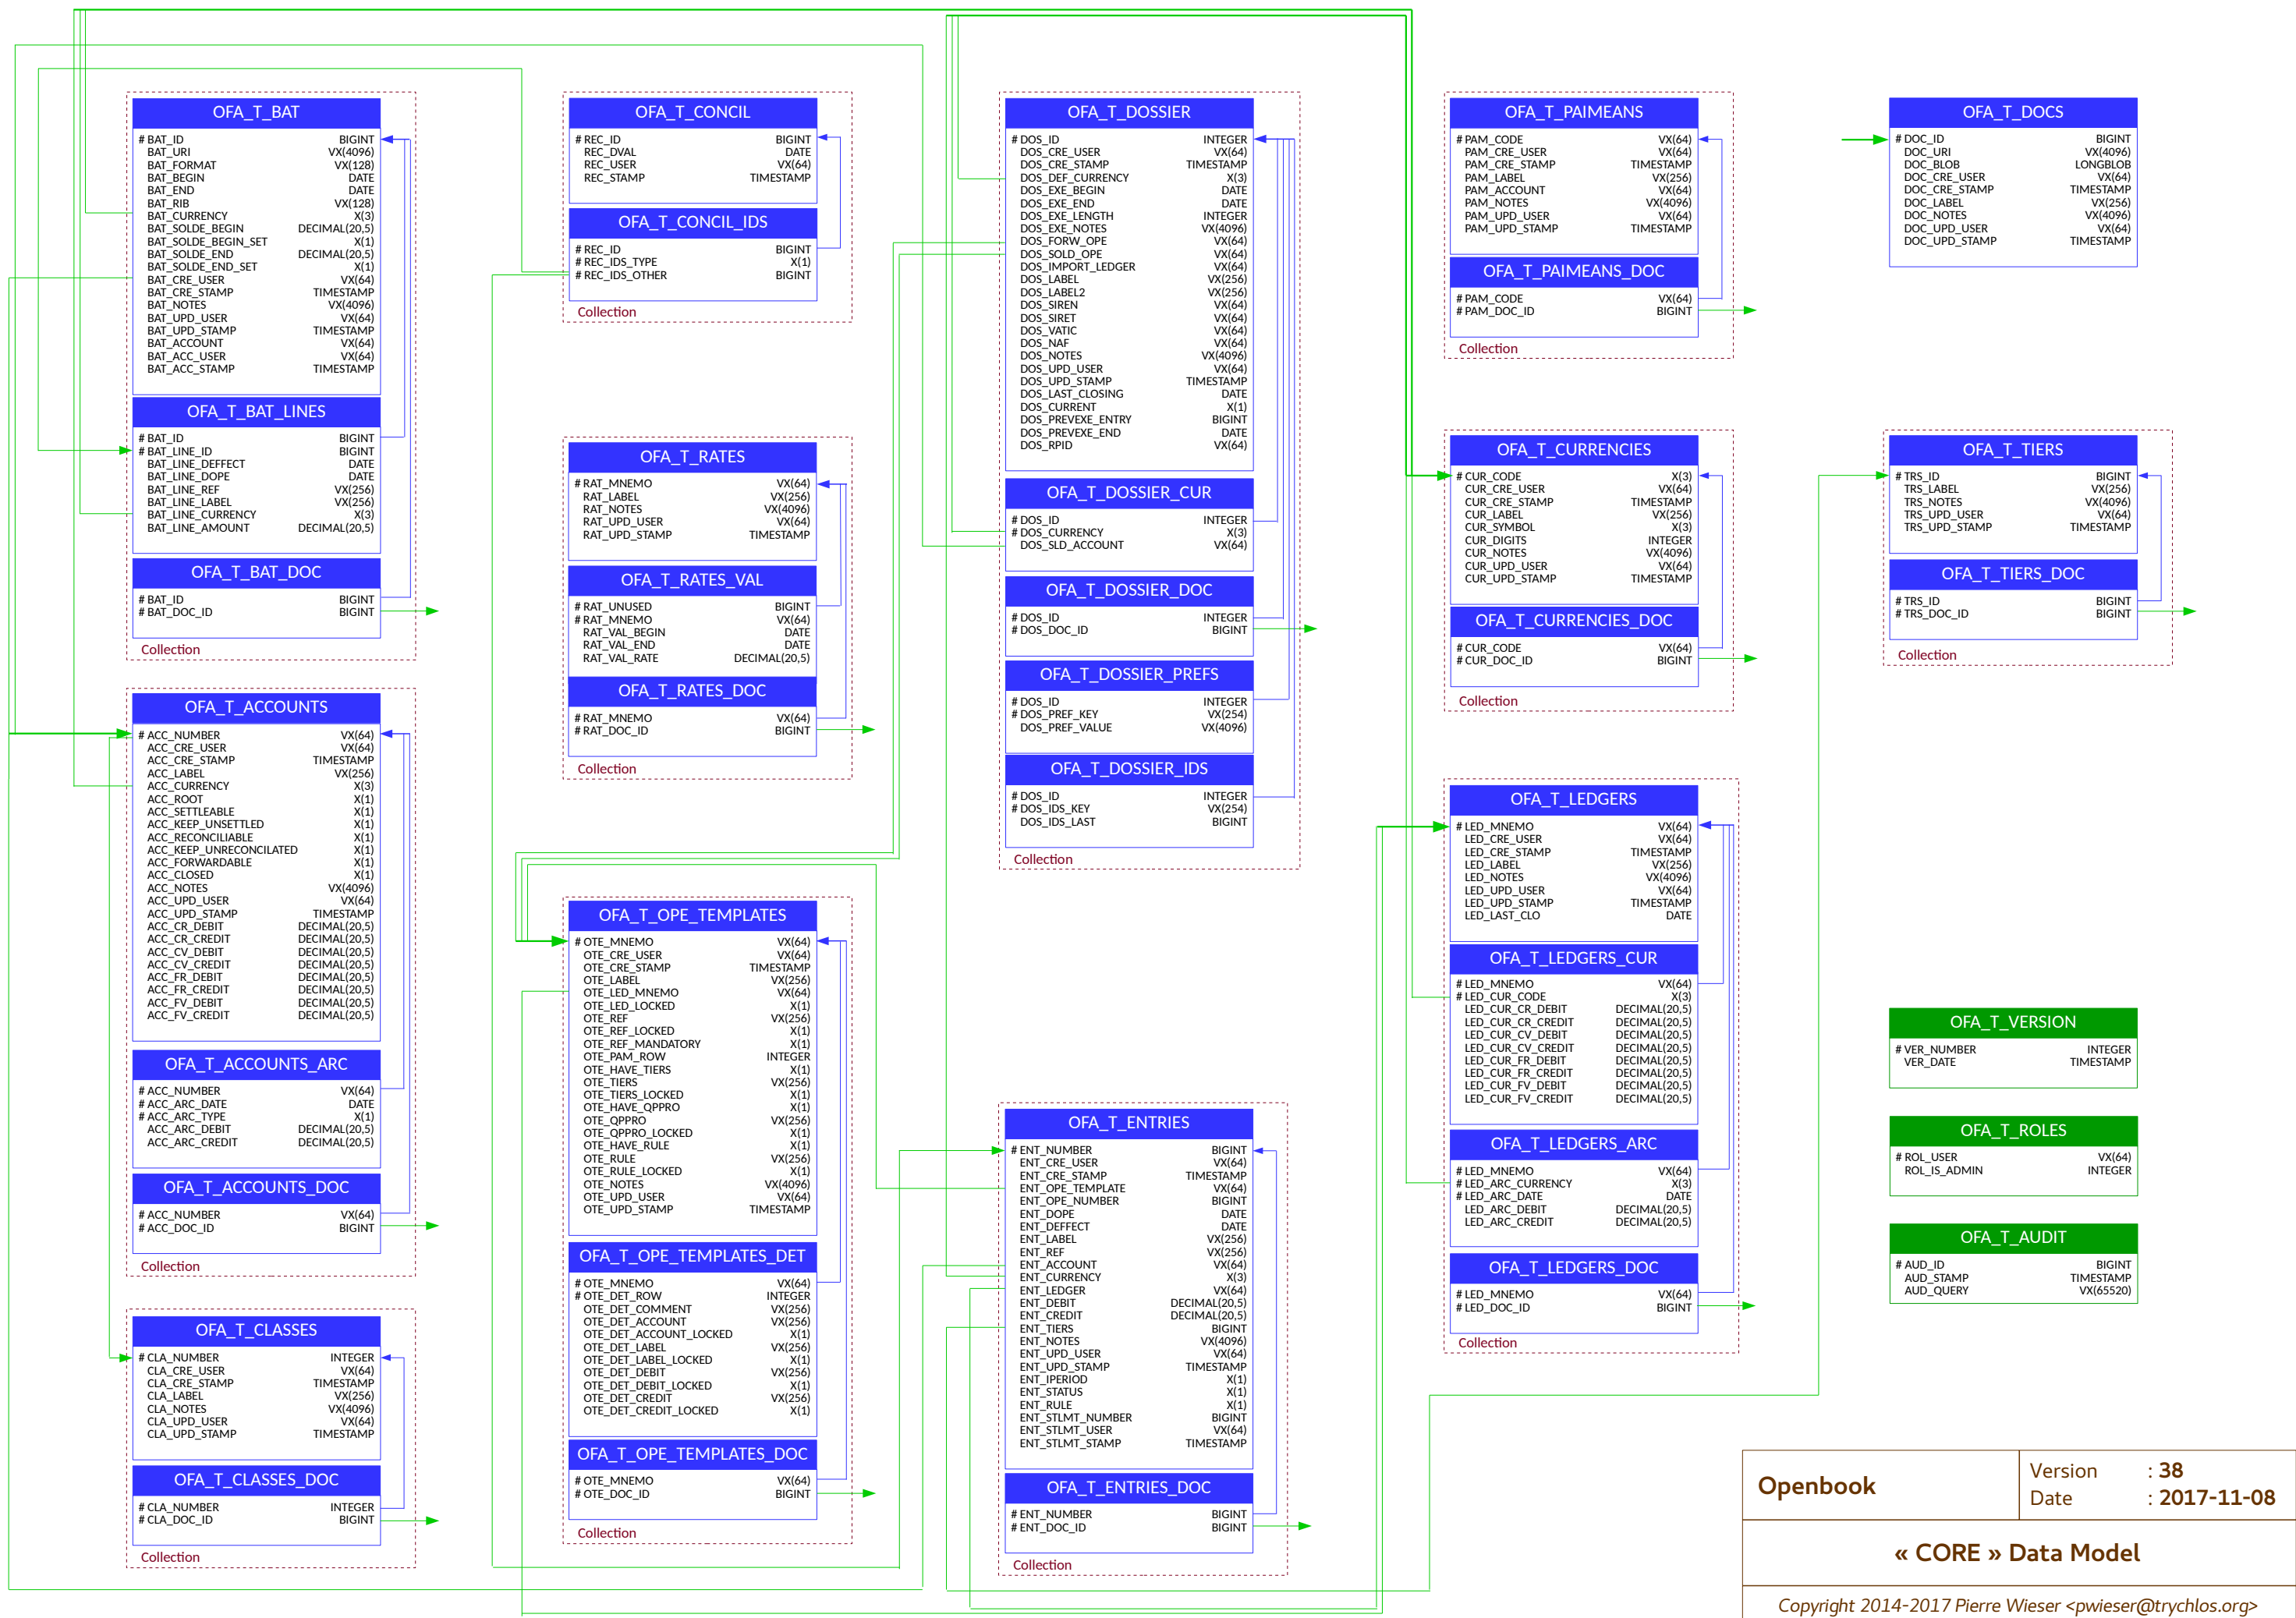 OFA_T_BAT
# BAT_ID BIGINT
BAT_URI VX(4096)
BAT_FORMAT VX(128)
BAT_BEGIN DATE
BAT_END DATE
BAT_RIB VX(128)
BAT_CURRENCY X(3)
BAT_SOLDE_BEGIN DECIMAL(20,5)
BAT_SOLDE_BEGIN_SET X(1)
BAT_SOLDE_END DECIMAL(20,5)
BAT_SOLDE_END_SET X(1)
BAT_CRE_USER VX(64)
BAT_CRE_STAMP TIMESTAMP
BAT_NOTES VX(4096)
BAT_UPD_USER VX(64)
BAT_UPD_STAMP TIMESTAMP
BAT_ACCOUNT VX(64)
BAT_ACC_USER VX(64)
BAT_ACC_STAMP TIMESTAMP
OFA_T_BAT_LINES
# BAT_ID BIGINT
# BAT_LINE_ID BIGINT
BAT_LINE_DEFFECT DATE
BAT_LINE_DOPE DATE
BAT_LINE_REF VX(256)
BAT_LINE_LABEL VX(256)
BAT_LINE_CURRENCY X(3)
BAT_LINE_AMOUNT DECIMAL(20,5)
OFA_T_BAT_DOC
# BAT_ID BIGINT
# BAT_DOC_ID BIGINT
Collection
OFA_T_ACCOUNTS
# ACC_NUMBER VX(64)
ACC_CRE_USER VX(64)
ACC_CRE_STAMP TIMESTAMP
ACC_LABEL VX(256)
ACC_CURRENCY X(3)
ACC_ROOT X(1)
ACC_SETTLEABLE X(1)
ACC_KEEP_UNSETTLED X(1)
ACC_RECONCILIABLE X(1)
ACC_KEEP_UNRECONCILATED X(1)
ACC_FORWARDABLE X(1)
ACC_CLOSED X(1)
ACC_NOTES VX(4096)
ACC_UPD_USER VX(64)
ACC_UPD_STAMP TIMESTAMP
ACC_CR_DEBIT DECIMAL(20,5)
ACC_CR_CREDIT DECIMAL(20,5)
ACC_CV_DEBIT DECIMAL(20,5)
ACC_CV_CREDIT DECIMAL(20,5)
ACC_FR_DEBIT DECIMAL(20,5)
ACC_FR_CREDIT DECIMAL(20,5)
ACC_FV_DEBIT DECIMAL(20,5)
ACC_FV_CREDIT DECIMAL(20,5)
OFA_T_ACCOUNTS_ARC
# ACC_NUMBER VX(64)
# ACC_ARC_DATE DATE
# ACC_ARC_TYPE X(1)
ACC_ARC_DEBIT DECIMAL(20,5)
ACC_ARC_CREDIT DECIMAL(20,5)
OFA_T_ACCOUNTS_DOC
# ACC_NUMBER VX(64)
# ACC_DOC_ID BIGINT
Collection
OFA_T_CLASSES
# CLA_NUMBER INTEGER
CLA_CRE_USER VX(64)
CLA_CRE_STAMP TIMESTAMP
CLA_LABEL VX(256)
CLA_NOTES VX(4096)
CLA_UPD_USER VX(64)
CLA_UPD_STAMP TIMESTAMP
OFA_T_CLASSES_DOC
# CLA_NUMBER INTEGER
# CLA_DOC_ID BIGINT
Collection
OFA_T_CONCIL
# REC_ID BIGINT
REC_DVAL DATE
REC_USER VX(64)
REC_STAMP TIMESTAMP
OFA_T_CONCIL_IDS
# REC_ID BIGINT
# REC_IDS_TYPE X(1)
# REC_IDS_OTHER BIGINT
Collection
OFA_T_RATES
# RAT_MNEMO VX(64)
RAT_LABEL VX(256)
RAT_NOTES VX(4096)
RAT_UPD_USER VX(64)
RAT_UPD_STAMP TIMESTAMP
OFA_T_RATES_VAL
# RAT_UNUSED BIGINT
# RAT_MNEMO VX(64)
RAT_VAL_BEGIN DATE
RAT_VAL_END DATE
RAT_VAL_RATE DECIMAL(20,5)
OFA_T_RATES_DOC
# RAT_MNEMO VX(64)
# RAT_DOC_ID BIGINT
Collection
OFA_T_OPE_TEMPLATES
# OTE_MNEMO VX(64)
OTE_CRE_USER VX(64)
OTE_CRE_STAMP TIMESTAMP
OTE_LABEL VX(256)
OTE_LED_MNEMO VX(64)
OTE_LED_LOCKED X(1)
OTE_REF VX(256)
OTE_REF_LOCKED X(1)
OTE_REF_MANDATORY X(1)
OTE_PAM_ROW INTEGER
OTE_HAVE_TIERS X(1)
OTE_TIERS VX(256)
OTE_TIERS_LOCKED X(1)
OTE_HAVE_QPPRO X(1)
OTE_QPPRO VX(256)
OTE_QPPRO_LOCKED X(1)
OTE_HAVE_RULE X(1)
OTE_RULE VX(256)
OTE_RULE_LOCKED X(1)
OTE_NOTES VX(4096)
OTE_UPD_USER VX(64)
OTE_UPD_STAMP TIMESTAMP
OFA_T_OPE_TEMPLATES_DET
# OTE_MNEMO VX(64)
# OTE_DET_ROW INTEGER
OTE_DET_COMMENT VX(256)
OTE_DET_ACCOUNT VX(256)
OTE_DET_ACCOUNT_LOCKED X(1)
OTE_DET_LABEL VX(256)
OTE_DET_LABEL_LOCKED X(1)
OTE_DET_DEBIT VX(256)
OTE_DET_DEBIT_LOCKED X(1)
OTE_DET_CREDIT VX(256)
OTE_DET_CREDIT_LOCKED X(1)
OFA_T_OPE_TEMPLATES_DOC
# OTE_MNEMO VX(64)
# OTE_DOC_ID BIGINT
Collection
OFA_T_DOSSIER
# DOS_ID INTEGER
DOS_CRE_USER VX(64)
DOS_CRE_STAMP TIMESTAMP
DOS_DEF_CURRENCY X(3)
DOS_EXE_BEGIN DATE
DOS_EXE_END DATE
DOS_EXE_LENGTH INTEGER
DOS_EXE_NOTES VX(4096)
DOS_FORW_OPE VX(64)
DOS_SOLD_OPE VX(64)
DOS_IMPORT_LEDGER VX(64)
DOS_LABEL VX(256)
DOS_LABEL2 VX(256)
DOS_SIREN VX(64)
DOS_SIRET VX(64)
DOS_VATIC VX(64)
DOS_NAF VX(64)
DOS_NOTES VX(4096)
DOS_UPD_USER VX(64)
DOS_UPD_STAMP TIMESTAMP
DOS_LAST_CLOSING DATE
DOS_CURRENT X(1)
DOS_PREVEXE_ENTRY BIGINT
DOS_PREVEXE_END DATE
DOS_RPID VX(64)
OFA_T_DOSSIER_CUR
# DOS_ID INTEGER
# DOS_CURRENCY X(3)
DOS_SLD_ACCOUNT VX(64)
OFA_T_DOSSIER_DOC
# DOS_ID INTEGER
# DOS_DOC_ID BIGINT
OFA_T_DOSSIER_PREFS
# DOS_ID INTEGER
# DOS_PREF_KEY VX(254)
DOS_PREF_VALUE VX(4096)
OFA_T_DOSSIER_IDS
# DOS_ID INTEGER
# DOS_IDS_KEY VX(254)
DOS_IDS_LAST BIGINT
Collection
OFA_T_ENTRIES
# ENT_NUMBER BIGINT
ENT_CRE_USER VX(64)
ENT_CRE_STAMP TIMESTAMP
ENT_OPE_TEMPLATE VX(64)
ENT_OPE_NUMBER BIGINT
ENT_DOPE DATE
ENT_DEFFECT DATE
ENT_LABEL VX(256)
ENT_REF VX(256)
ENT_ACCOUNT VX(64)
ENT_CURRENCY X(3)
ENT_LEDGER VX(64)
ENT_DEBIT DECIMAL(20,5)
ENT_CREDIT DECIMAL(20,5)
ENT_TIERS BIGINT
ENT_NOTES VX(4096)
ENT_UPD_USER VX(64)
ENT_UPD_STAMP TIMESTAMP
ENT_IPERIOD X(1)
ENT_STATUS X(1)
ENT_RULE X(1)
ENT_STLMT_NUMBER BIGINT
ENT_STLMT_USER VX(64)
ENT_STLMT_STAMP TIMESTAMP
OFA_T_ENTRIES_DOC
# ENT_NUMBER BIGINT
# ENT_DOC_ID BIGINT
Collection
OFA_T_PAIMEANS
# PAM_CODE VX(64)
PAM_CRE_USER VX(64)
PAM_CRE_STAMP TIMESTAMP
PAM_LABEL VX(256)
PAM_ACCOUNT VX(64)
PAM_NOTES VX(4096)
PAM_UPD_USER VX(64)
PAM_UPD_STAMP TIMESTAMP
OFA_T_PAIMEANS_DOC
# PAM_CODE VX(64)
# PAM_DOC_ID BIGINT
Collection
OFA_T_CURRENCIES
# CUR_CODE X(3)
CUR_CRE_USER VX(64)
CUR_CRE_STAMP TIMESTAMP
CUR_LABEL VX(256)
CUR_SYMBOL X(3)
CUR_DIGITS INTEGER
CUR_NOTES VX(4096)
CUR_UPD_USER VX(64)
CUR_UPD_STAMP TIMESTAMP
OFA_T_CURRENCIES_DOC
# CUR_CODE VX(64)
# CUR_DOC_ID BIGINT
Collection
OFA_T_LEDGERS
# LED_MNEMO VX(64)
LED_CRE_USER VX(64)
LED_CRE_STAMP TIMESTAMP
LED_LABEL VX(256)
LED_NOTES VX(4096)
LED_UPD_USER VX(64)
LED_UPD_STAMP TIMESTAMP
LED_LAST_CLO DATE
OFA_T_LEDGERS_CUR
# LED_MNEMO VX(64)
# LED_CUR_CODE X(3)
LED_CUR_CR_DEBIT DECIMAL(20,5)
LED_CUR_CR_CREDIT DECIMAL(20,5)
LED_CUR_CV_DEBIT DECIMAL(20,5)
LED_CUR_CV_CREDIT DECIMAL(20,5)
LED_CUR_FR_DEBIT DECIMAL(20,5)
LED_CUR_FR_CREDIT DECIMAL(20,5)
LED_CUR_FV_DEBIT DECIMAL(20,5)
LED_CUR_FV_CREDIT DECIMAL(20,5)
OFA_T_LEDGERS_ARC
# LED_MNEMO VX(64)
# LED_ARC_CURRENCY X(3)
# LED_ARC_DATE DATE
LED_ARC_DEBIT DECIMAL(20,5)
LED_ARC_CREDIT DECIMAL(20,5)
OFA_T_LEDGERS_DOC
# LED_MNEMO VX(64)
# LED_DOC_ID BIGINT
Collection
OFA_T_DOCS
# DOC_ID BIGINT
DOC_URI VX(4096)
DOC_BLOB LONGBLOB
DOC_CRE_USER VX(64)
DOC_CRE_STAMP TIMESTAMP
DOC_LABEL VX(256)
DOC_NOTES VX(4096)
DOC_UPD_USER VX(64)
DOC_UPD_STAMP TIMESTAMP
OFA_T_TIERS
# TRS_ID BIGINT
TRS_LABEL VX(256)
TRS_NOTES VX(4096)
TRS_UPD_USER VX(64)
TRS_UPD_STAMP TIMESTAMP
OFA_T_TIERS_DOC
# TRS_ID BIGINT
# TRS_DOC_ID BIGINT
Collection
OFA_T_VERSION
# VER_NUMBER INTEGER
VER_DATE TIMESTAMP
OFA_T_ROLES
# ROL_USER VX(64)
ROL_IS_ADMIN INTEGER
OFA_T_AUDIT
# AUD_ID BIGINT
AUD_STAMP TIMESTAMP
AUD_QUERY VX(65520)
Openbook
Version : 38
Date : 2017-11-08
« CORE » Data Model
Copyright 2014-2017 Pierre Wieser <pwieser@trychlos.org>